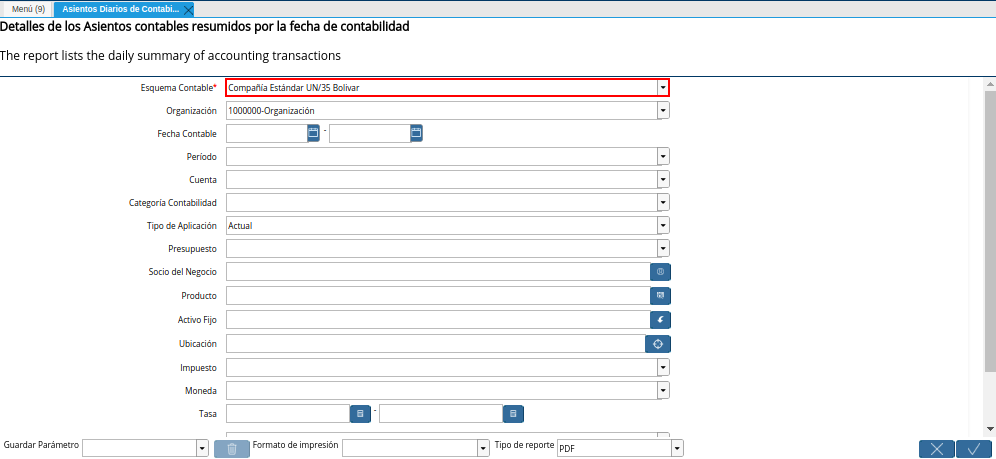 Menú (9)
Asientos Diarios de Contabi...
Detalles de los Asientos contables resumidos por la fecha de contabilidad
The report lists the daily summary of accounting transactions
Esquema Contable* Compañía Estándar UN/35 Bolivar
Organización 1000000-Organización
Fecha Contable -
Período
Cuenta
Categoría Contabilidad
Tipo de Aplicación Actual
Presupuesto
Socio del Negocio
Producto
Activo Fijo
Ubicación
Impuesto
Moneda
Tasa -
Guardar Parámetro Formato de impresión Tipo de reporte PDF